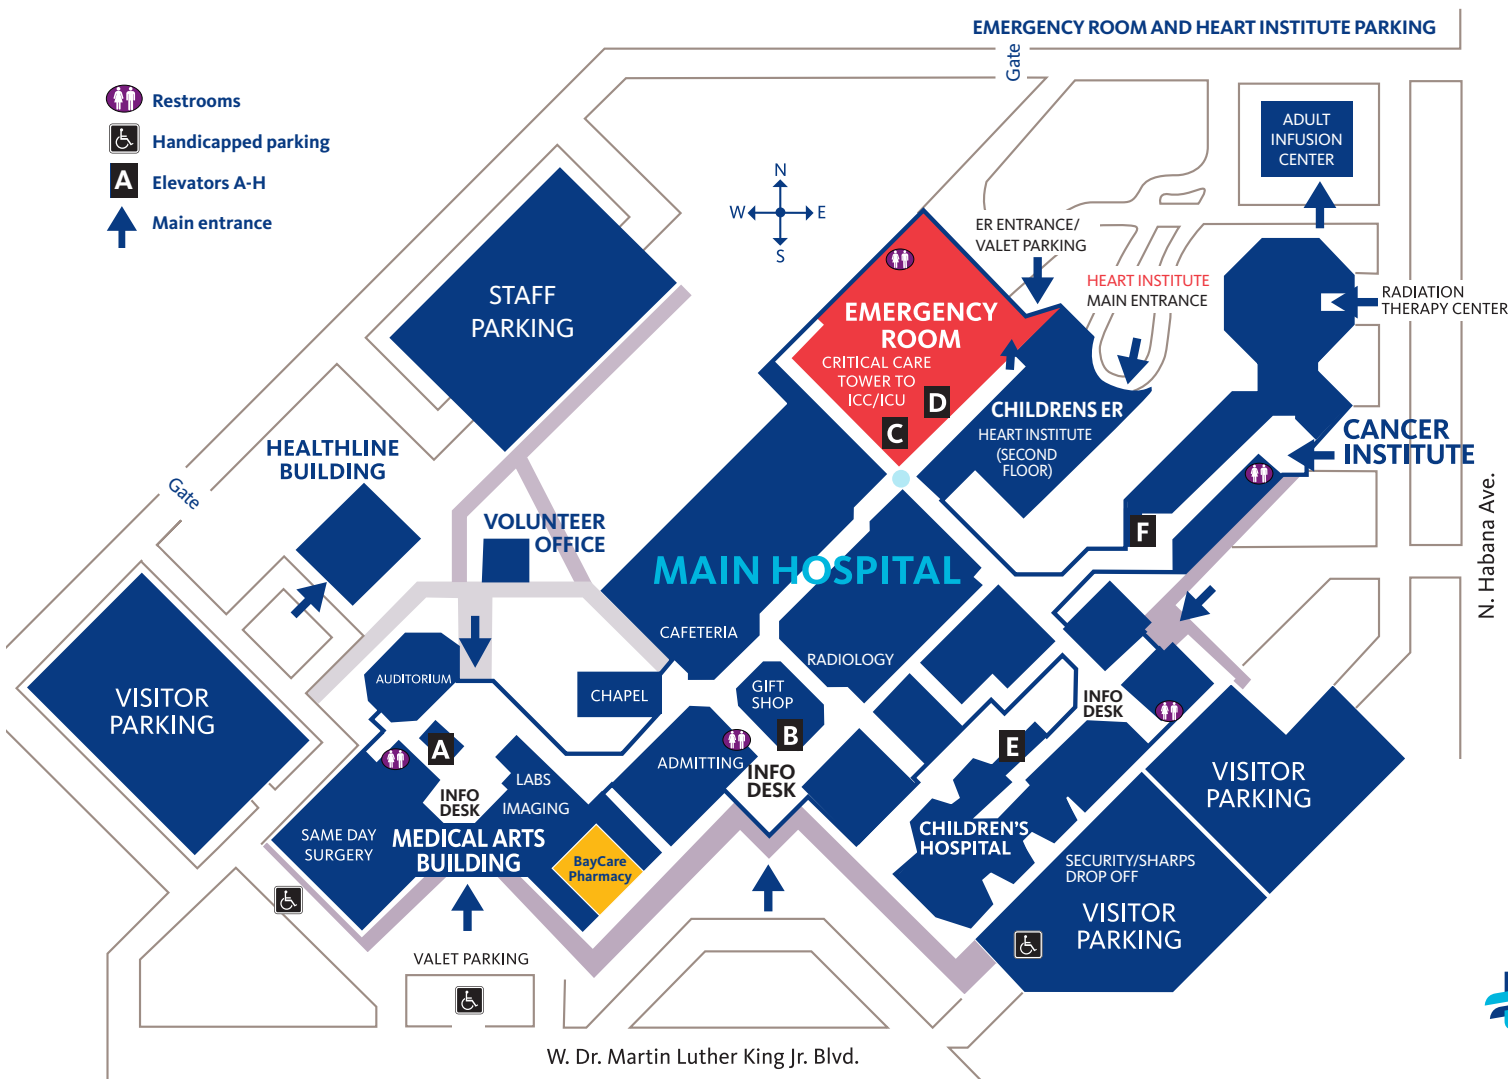 EMERGENCY ROOM AND HEART INSTITUTE PARKING
Gate
Restrooms
Handicapped parking
A
Elevators A-H
Main entrance
ADULT
INFUSION
CENTER
N
W
E
S
ER ENTRANCE/
VALET PARKING
HEART INSTITUTE
MAIN ENTRANCE
RADIATION
THERAPY CENTER
STAFF
PARKING
EMERGENCY
ROOM
CRITICAL CARE
TOWER TO
ICC/ICU
D
C
CHILDRENS ER
HEART INSTITUTE
(SECOND
FLOOR)
CANCER
INSTITUTE
HEALTHLINE
BUILDING
Gate
VOLUNTEER
OFFICE
F
MAIN HOSPITAL
N. Habana Ave.
CAFETERIA
RADIOLOGY
AUDITORIUM
CHAPEL
GIFT
SHOP
INFO
DESK
VISITOR
PARKING
A
B
E
ADMITTING
INFO
DESK
LABS
IMAGING
INFO
DESK
VISITOR
PARKING
SAME DAY
SURGERY
MEDICAL ARTS
BUILDING
BayCare
Pharmacy
CHILDREN'S
HOSPITAL
SECURITY/SHARPS
DROP OFF
VISITOR
PARKING
VALET PARKING
W. Dr. Martin Luther King Jr. Blvd.